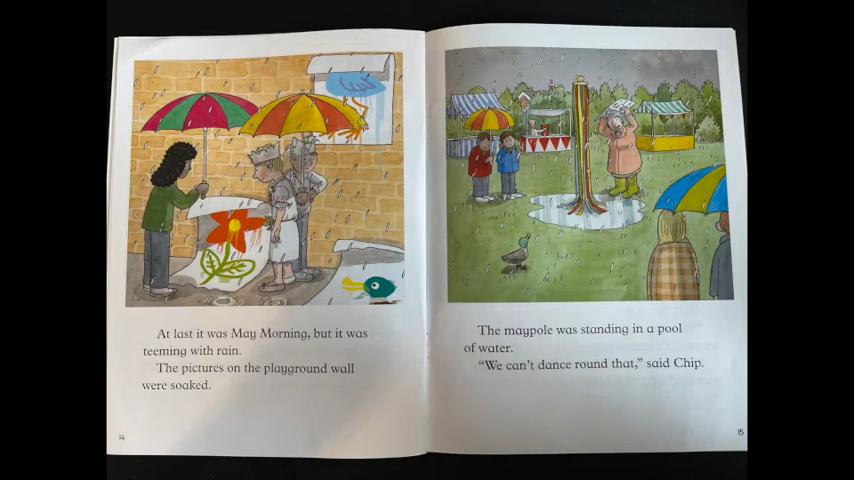 At last it was May Morning, but it was
teeming with rain.
The pictures on the playground wall
were soaked.
14
The maypole was standing in a pool
of water.
“We can’t dance round that,” said Chip.
15